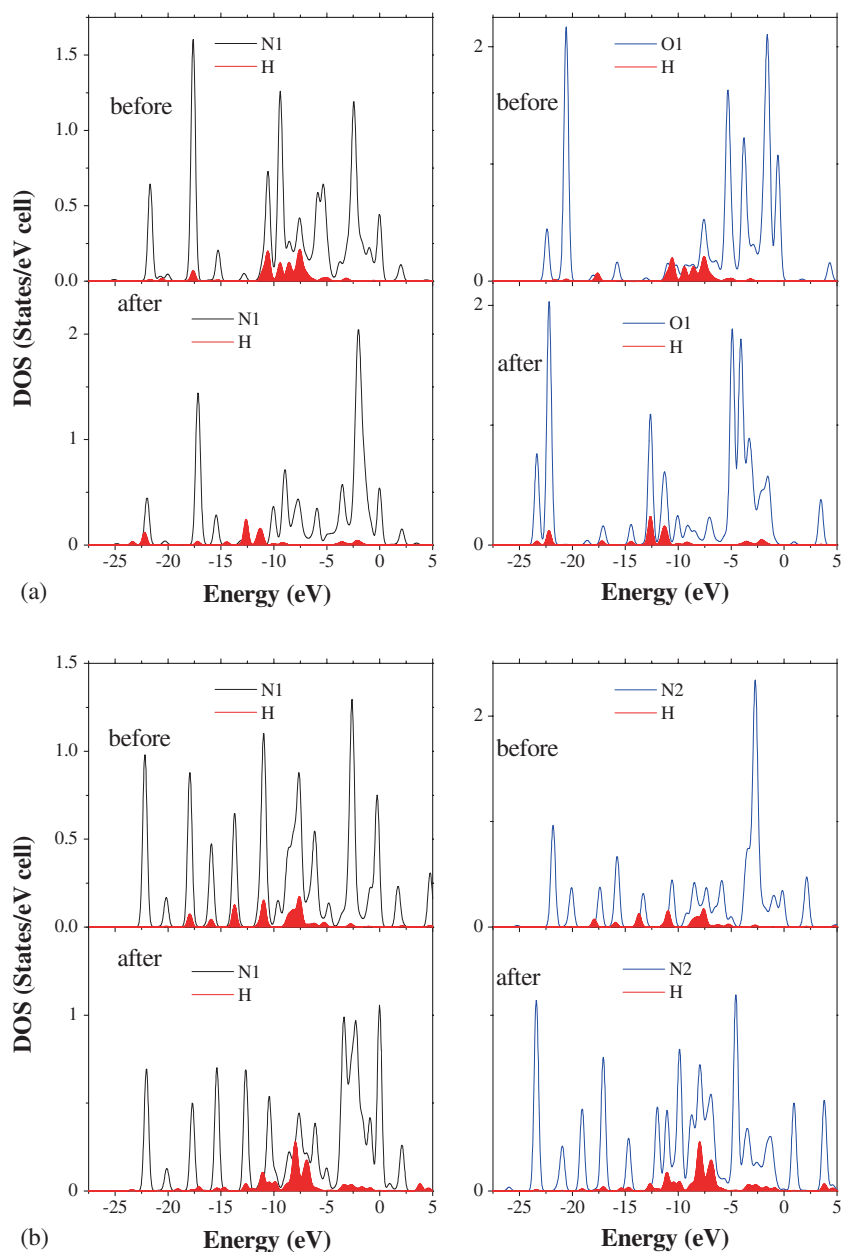 N1
H
before
1.5
1.0
0.5
0.0
O1
H
before
2
0
DOS (States/eV cell)
after
N1
H
2
1
0
-25 -20 -15 -10 -5 0 5
Energy (eV)
after
O1
H
2
0
-25 -20 -15 -10 -5 0 5
Energy (eV)
(a)
N1
H
before
1.5
1.0
0.5
0.0
N2
H
before
2
0
DOS (States/eV cell)
after
N1
H
1
0
-25 -20 -15 -10 -5 0 5
Energy (eV)
after
N2
H
0
-25 -20 -15 -10 -5 0 5
Energy (eV)
(b)